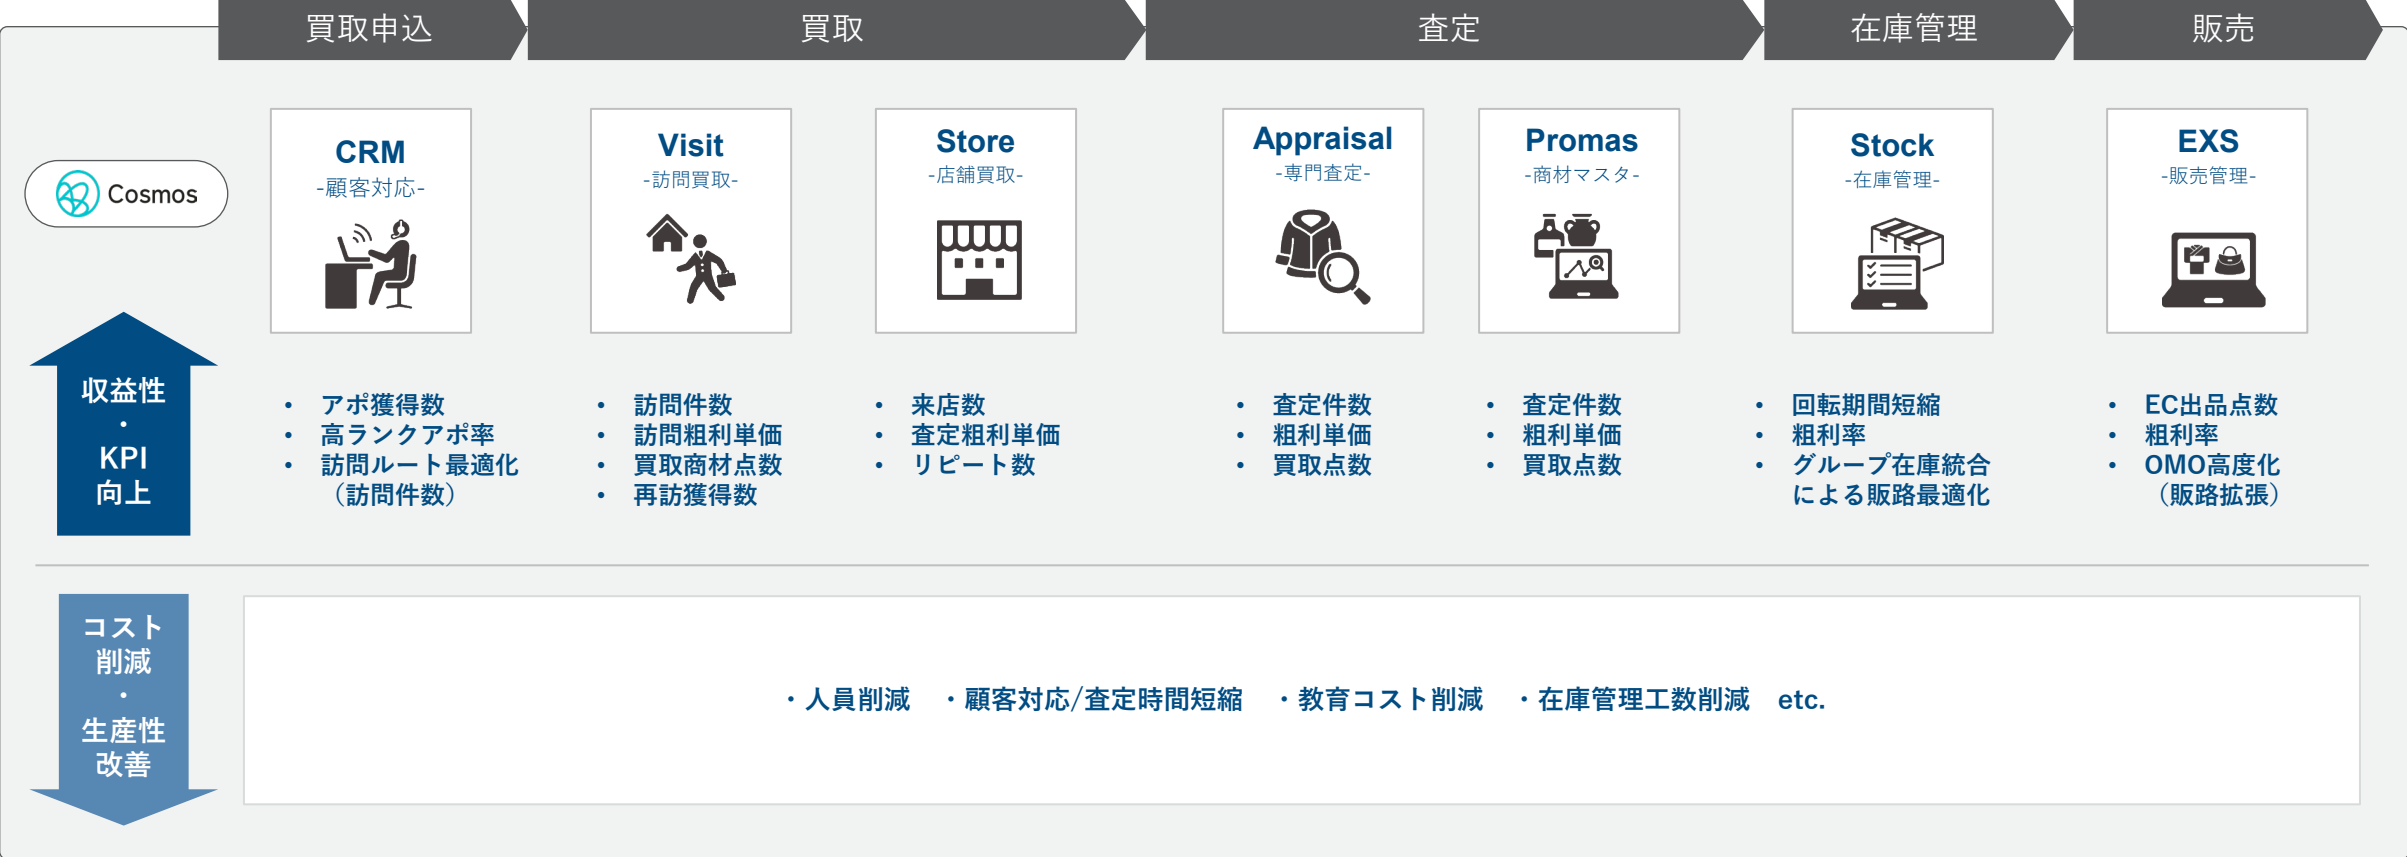 買取申込
買取
査定
在庫管理
販売
Cosmos
CRM
-顧客対応-
Visit
-訪問買取-
Store
-店舗買取-
Appraisal
-専門査定-
Promas
-商材マスタ-
Stock
-在庫管理-
EXS
-販売管理-
収益性
・
KPI
向上
• アポ獲得数
• 高ランクアポ率
• 訪問ルート最適化
（訪問件数）
• 訪問件数
• 訪問粗利単価
• 買取商材点数
• 再訪獲得数
• 来店数
• 査定粗利単価
• リピート数
• 査定件数
• 粗利単価
• 買取点数
• 査定件数
• 粗利単価
• 買取点数
• 回転期間短縮
• 粗利率
• グループ在庫統合
による販路最適化
• EC出品点数
• 粗利率
• OMO高度化
（販路拡張）
コスト
削減
・
生産性
改善
・人員削減　・顧客対応/査定時間短縮　・教育コスト削減　・在庫管理工数削減　etc.